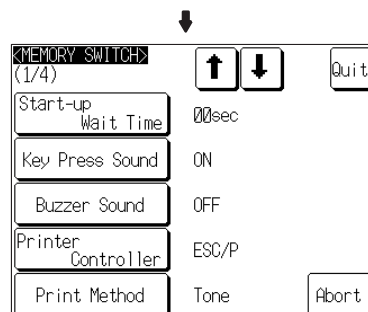 <MEMORY SWITCH>
(1/4)
Quit
Start-up
Wait Time
00sec
Key Press Sound
ON
Buzzer Sound
OFF
Printer
Controller
ESC/P
Print Method
Tone
Abort